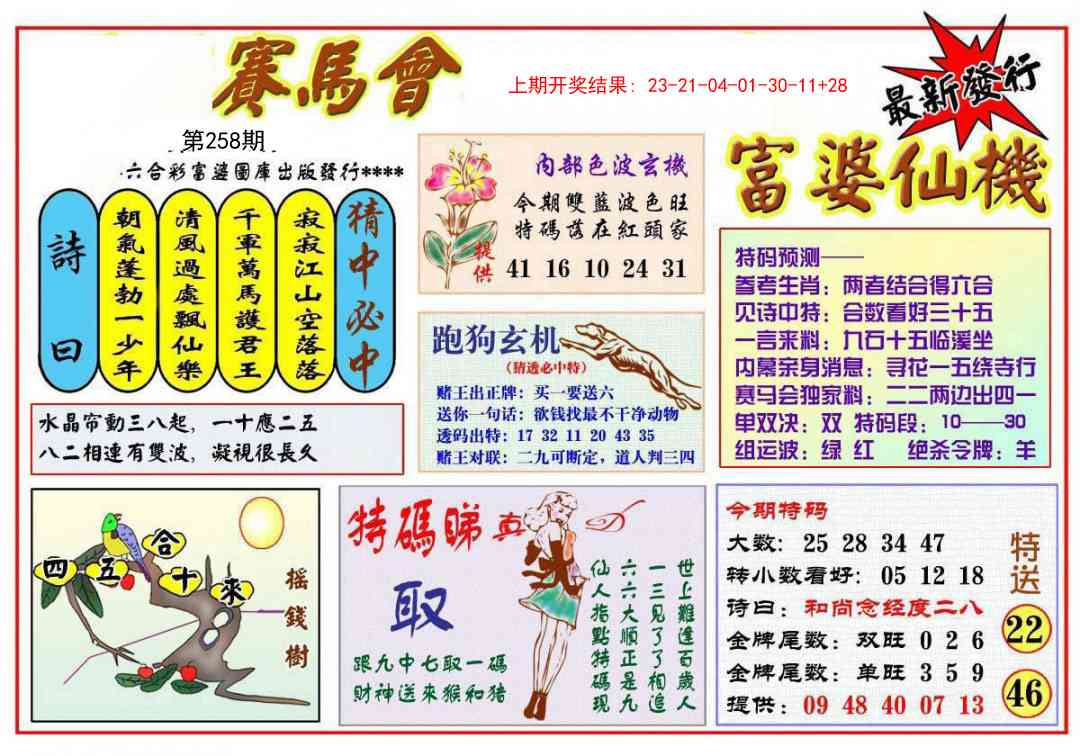 賽馬會
上期开奖结果：23-21-04-01-30-11+28
最新發行
第258期
六合彩富婆圖庫出版發行****
富婆仙機
詩曰
朝氣蓬勃一少年
清風過處飄仙樂
千軍萬馬護君王
寂寂江山空落落
猜中必中
水晶帘動三八起，一十應二五
八二相連有雙波，凝視很長久
內部色波玄機
今期雙藍波色旺
特碼落在紅頭家
提供
41 16 10 24 31
跑狗玄机
（猜透必中特）
赌王出正牌：买一要送六
送你一句话：欲钱找最不干净动物
透码出特：17 32 11 20 43 35
赌王对联：二九可断定，道人判三四
特码预测——
参考生肖：两者结合得六合
见诗中特：合数看好三十五
一言来料：九石十五临溪坐
内幕亲身消息：寻花一五绕寺行
赛马会独家料：二二两边出四一
单双决：双 特码段：10——30
组运波：绿 红 绝杀令牌：羊
四五合十來
搖錢樹
特碼睇真D
取
跟九中七取一碼
財神送來猴和猪
世上難逢百歲人
一三見了了相追
六六大順正是九
仙人指點特碼現
今期特码
大数：25 28 34 47
转小数看好：05 12 18
诗曰：和尚念经度二八
金牌尾数：双旺 0 2 6
金牌尾数：单旺 3 5 9
提供：09 48 40 07 13
特送
22
46